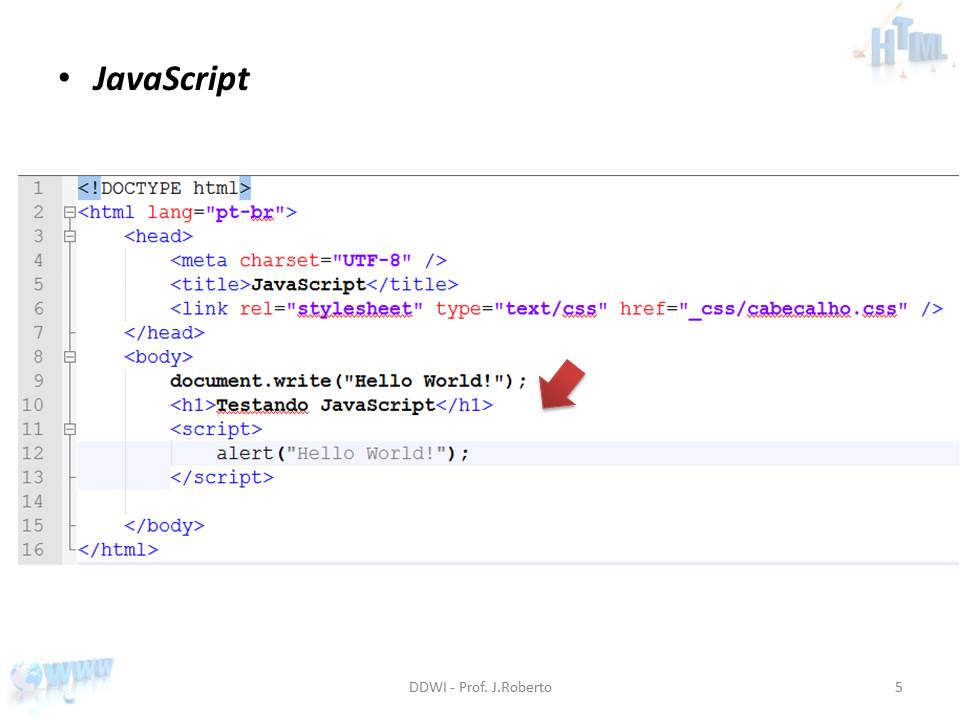 HTML
• JavaScript
1 <!DOCTYPE html>
2 <html lang="pt-br">
3 <head>
4 <meta charset="UTF-8" />
5 <title>JavaScript</title>
6 <link rel="stylesheet" type="text/css" href="_css/cabecalho.css" />
7 </head>
8 <body>
9 document.write("Hello World!");
10 <h1>Testando JavaScript</h1>
11 <script>
12 alert("Hello World!");
13 </script>
14
15 </body>
16 </html>
WWW
DDWI - Prof. J.Roberto
5